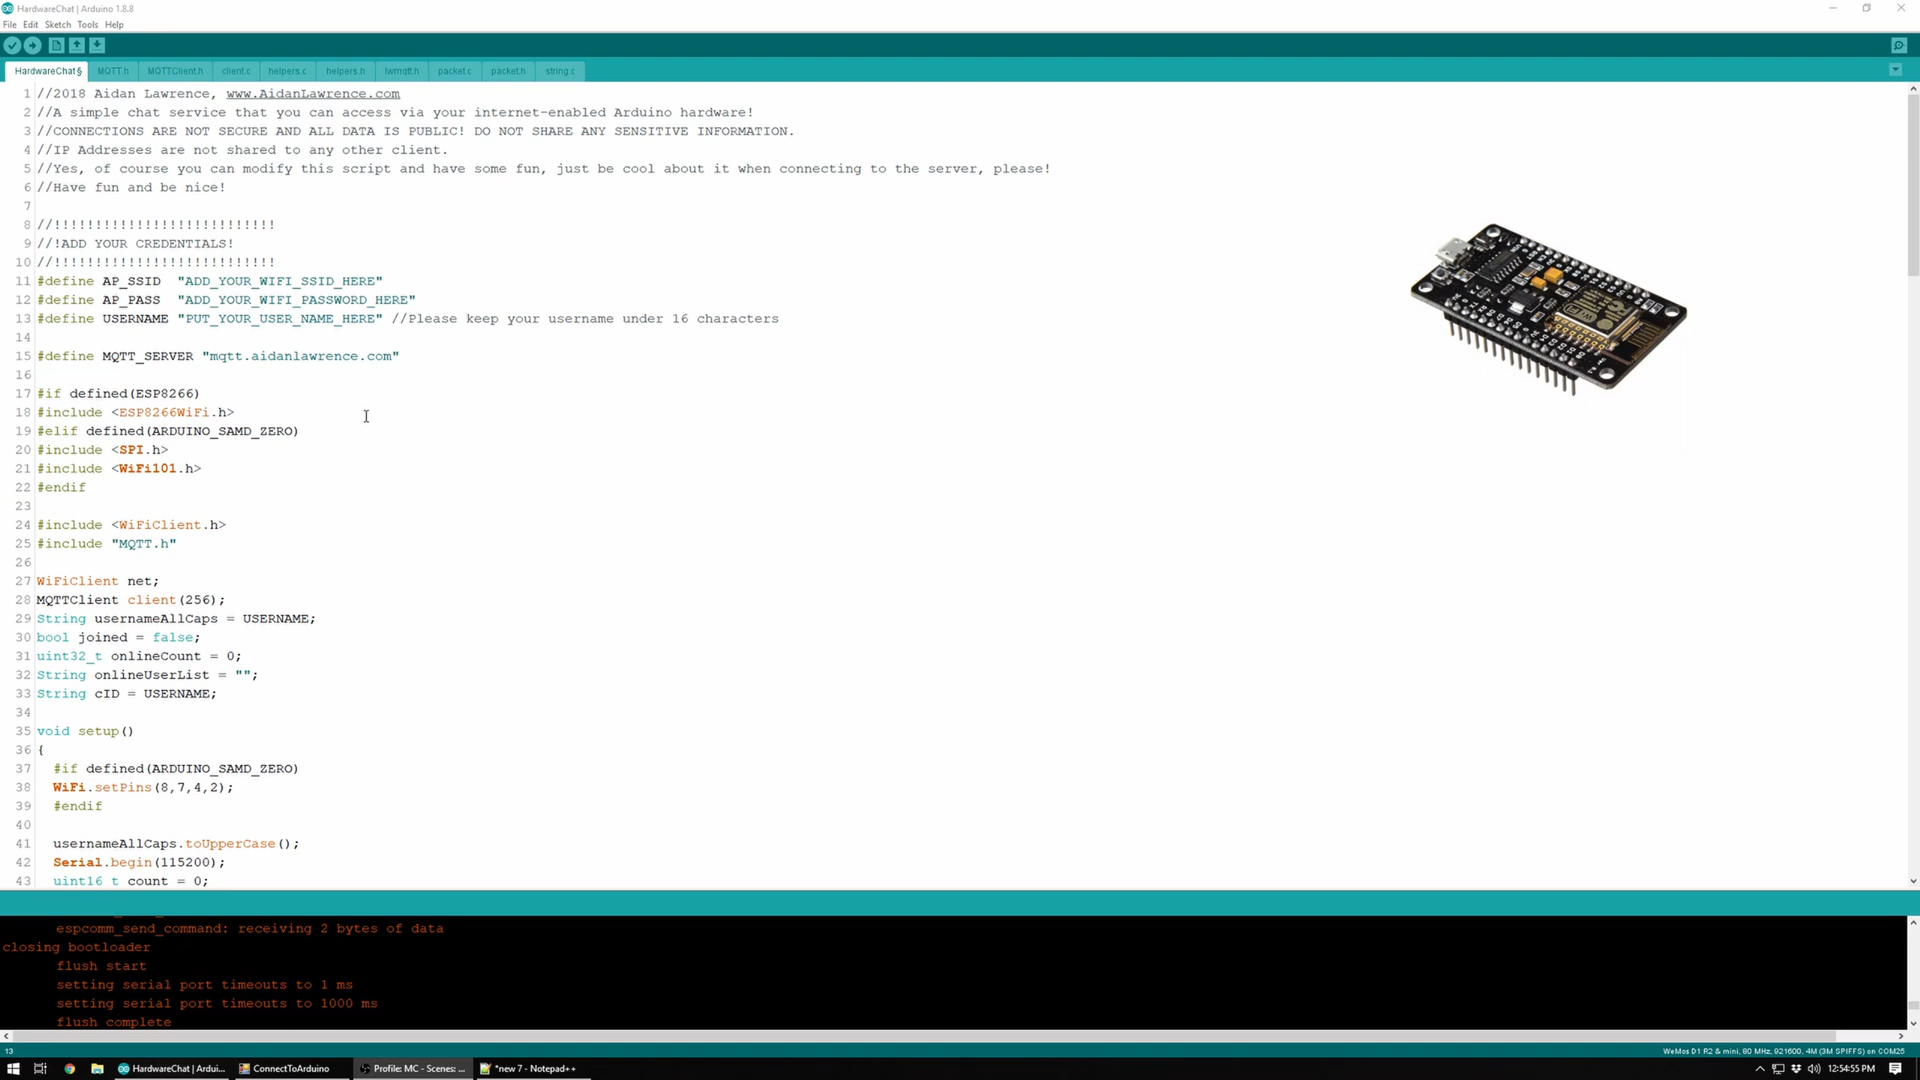 HardwareChat | Arduino 1.8.8
File Edit Sketch Tools Help
HardwareChat§ MQTT.h MQTTClient.h client.c helpers.c helpers.h lwmqtt.h packet.c packet.h string.c
1 //2018 Aidan Lawrence, www.AidanLawrence.com
2 //A simple chat service that you can access via your internet-enabled Arduino hardware!
3 //CONNECTIONS ARE NOT SECURE AND ALL DATA IS PUBLIC! DO NOT SHARE ANY SENSITIVE INFORMATION.
4 //IP Addresses are not shared to any other client.
5 //Yes, of course you can modify this script and have some fun, just be cool about it when connecting to the server, please!
6 //Have fun and be nice!
7
8 //!!!!!!!!!!!!!!!!!!!!!!!!!!!
9 //!ADD YOUR CREDENTIALS!
10 //!!!!!!!!!!!!!!!!!!!!!!!!!!!
11 #define AP_SSID  "ADD_YOUR_WIFI_SSID_HERE"
12 #define AP_PASS  "ADD_YOUR_WIFI_PASSWORD_HERE"
13 #define USERNAME "PUT_YOUR_USER_NAME_HERE" //Please keep your username under 16 characters
14
15 #define MQTT_SERVER "mqtt.aidanlawrence.com"
16
17 #if defined(ESP8266)
18 #include <ESP8266WiFi.h>
19 #elif defined(ARDUINO_SAMD_ZERO)
20 #include <SPI.h>
21 #include <WiFi101.h>
22 #endif
23
24 #include <WiFiClient.h>
25 #include "MQTT.h"
26
27 WiFiClient net;
28 MQTTClient client(256);
29 String usernameAllCaps = USERNAME;
30 bool joined = false;
31 uint32_t onlineCount = 0;
32 String onlineUserList = "";
33 String cID = USERNAME;
34
35 void setup()
36 {
37   #if defined(ARDUINO_SAMD_ZERO)
38   WiFi.setPins(8,7,4,2);
39   #endif
40
41   usernameAllCaps.toUpperCase();
42   Serial.begin(115200);
43   uint16_t count = 0;
espcomm_send_command: receiving 2 bytes of data
closing bootloader
flush start
setting serial port timeouts to 1 ms
setting serial port timeouts to 1000 ms
flush complete
13 WeMos D1 R2 & mini, 80 MHz, 921600, 4M (3M SPIFFS) on COM25
HardwareChat | Ardui... ConnectToArduino Profile: MC - Scenes: ... *new 7 - Notepad++ 12:54:55 PM